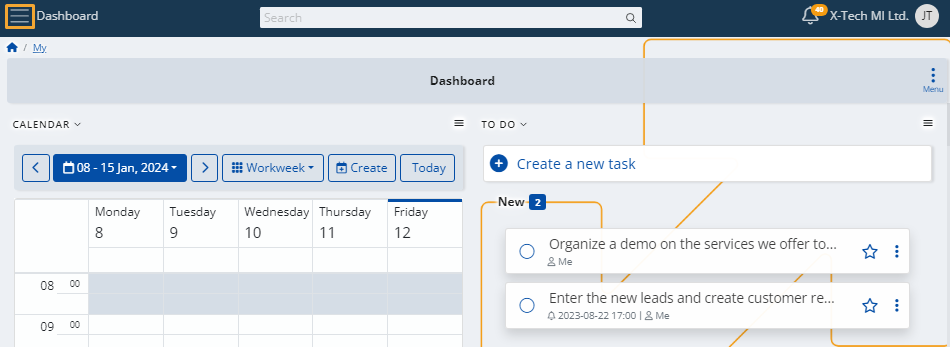 Dashboard
Search
40
X-Tech MI Ltd.
JT
/ My
Dashboard
Menu
CALENDAR
08 - 15 Jan, 2024
Workweek
Create
Today
Monday
8
Tuesday
9
Wednesday
10
Thursday
11
Friday
12
08 00
09 00
TO DO
Create a new task
New 2
Organize a demo on the services we offer to...
Me
Enter the new leads and create customer re...
2023-08-22 17:00 | Me